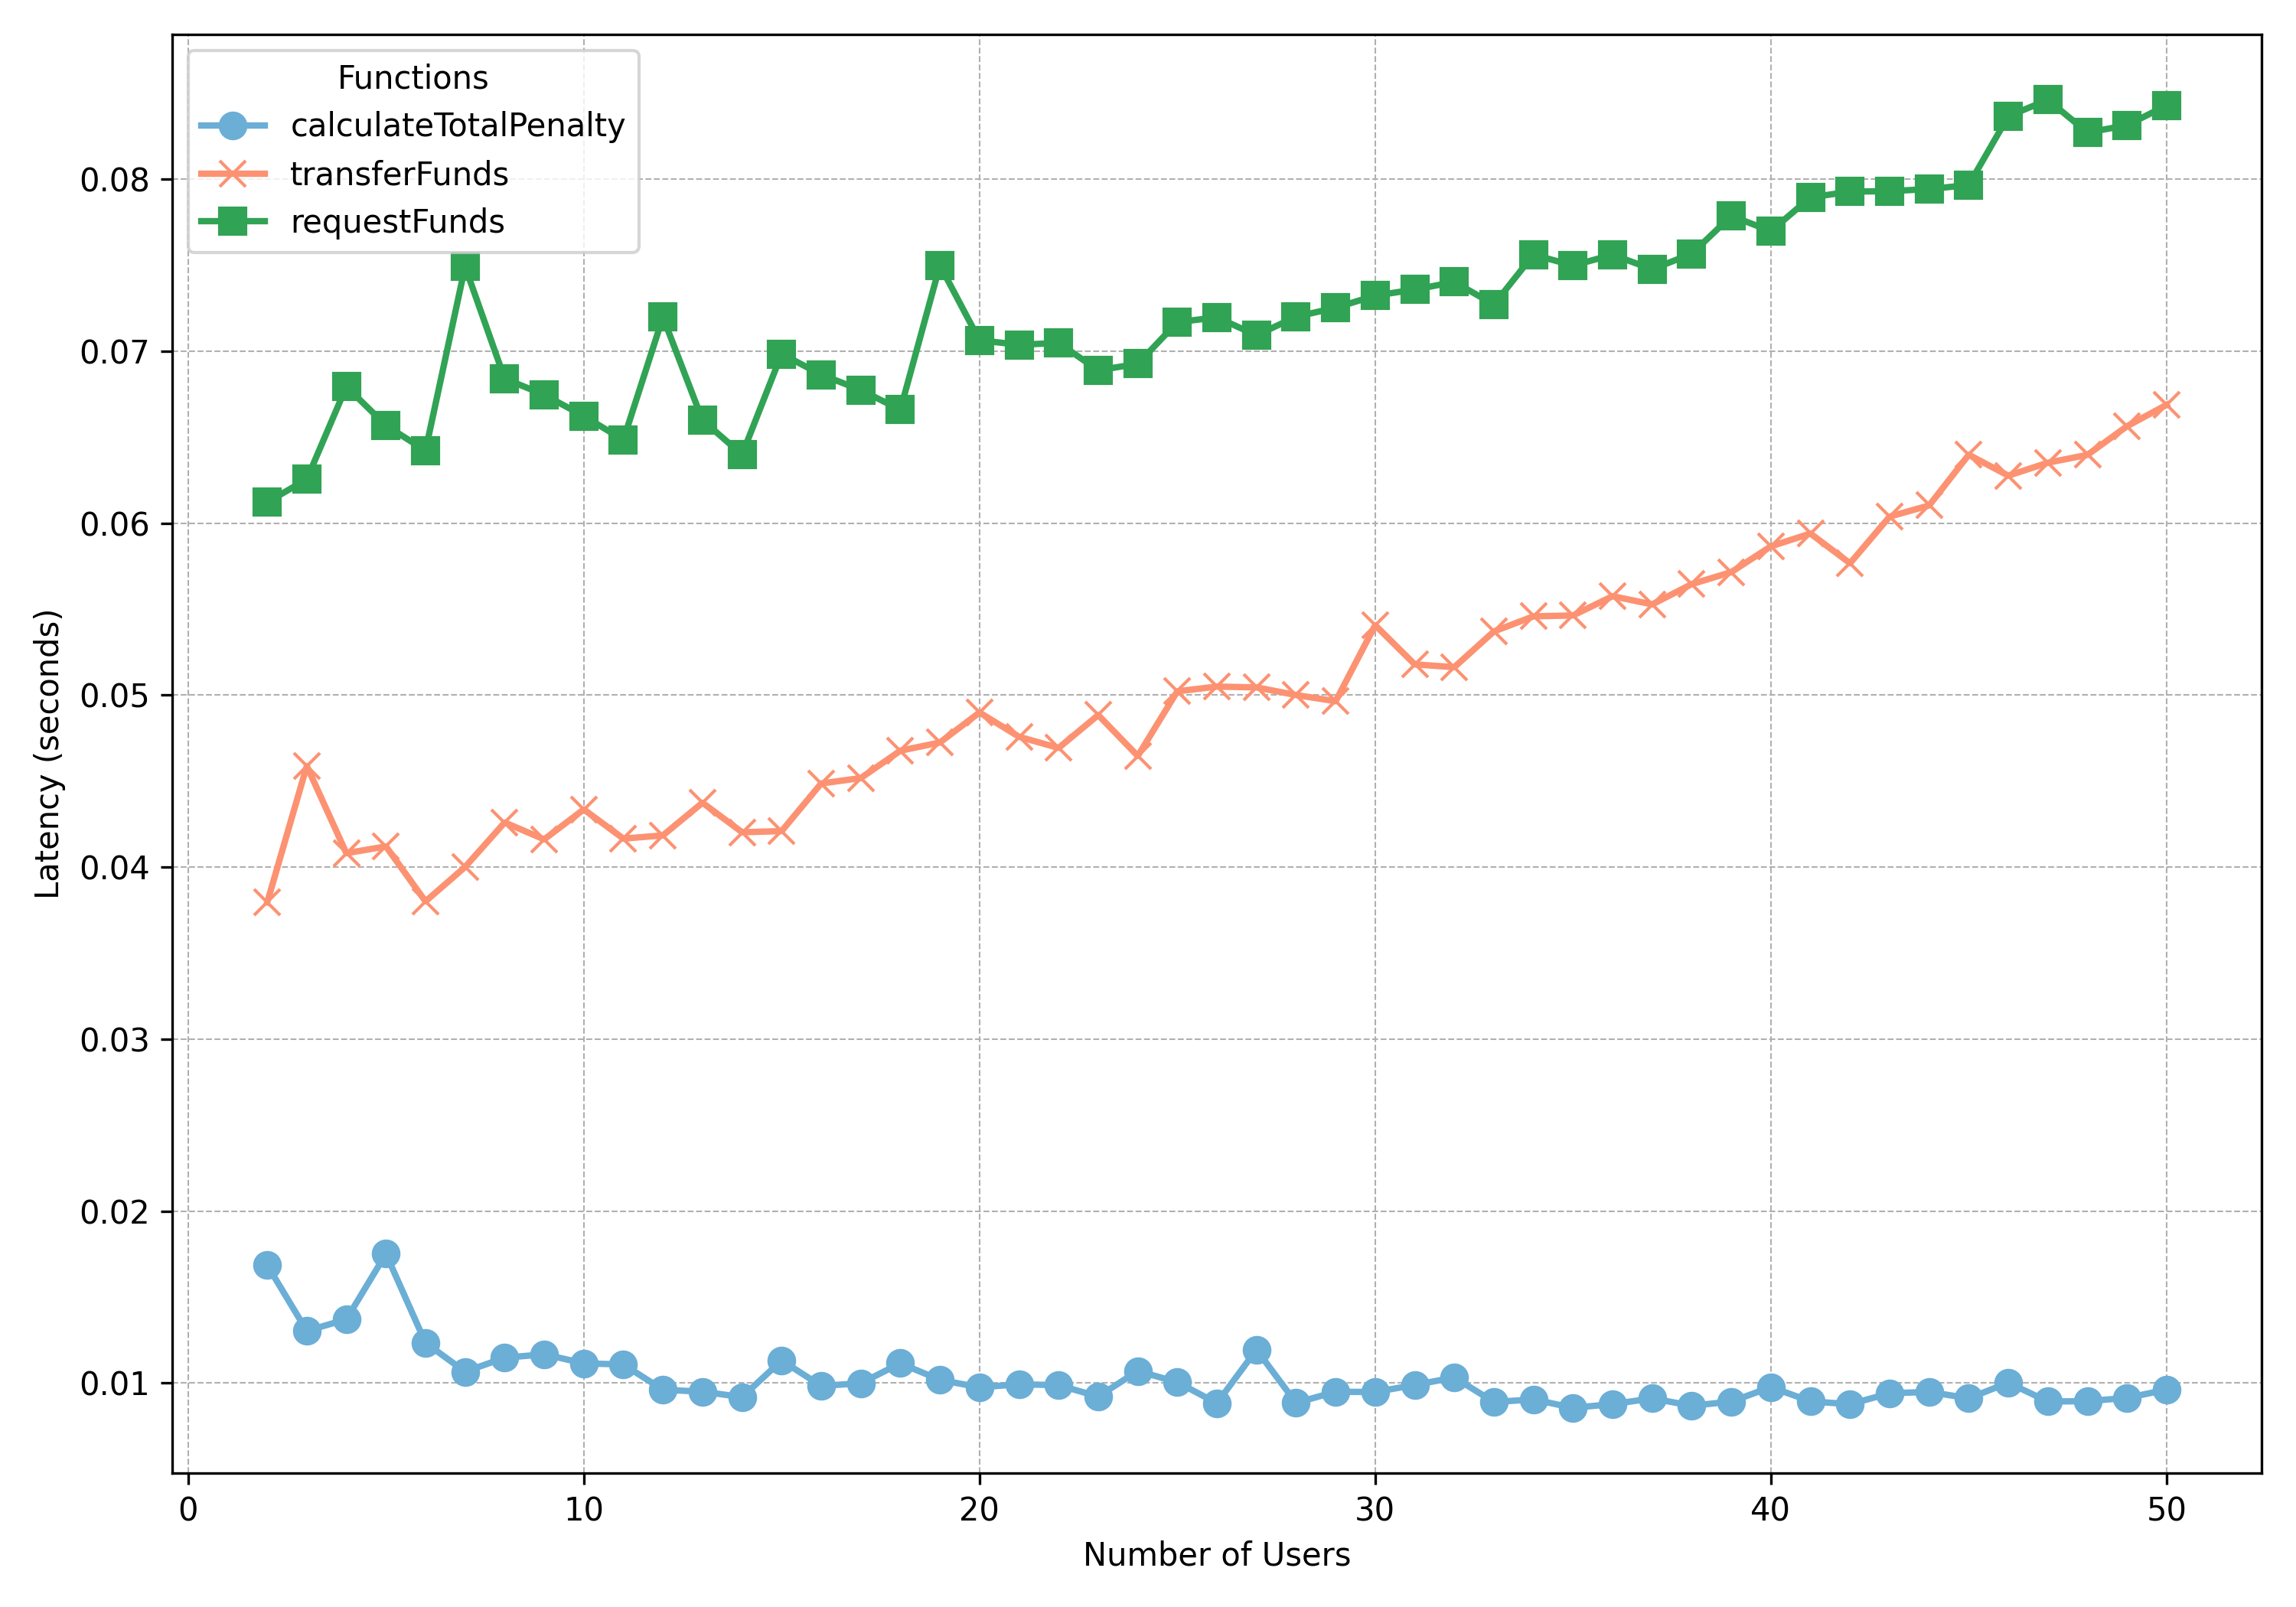 Functions
calculateTotalPenalty
transferFunds
requestFunds
0.08
0.07
0.06
0.05
0.04
0.03
0.02
0.01
Latency (seconds)
0 10 20 30 40 50
Number of Users